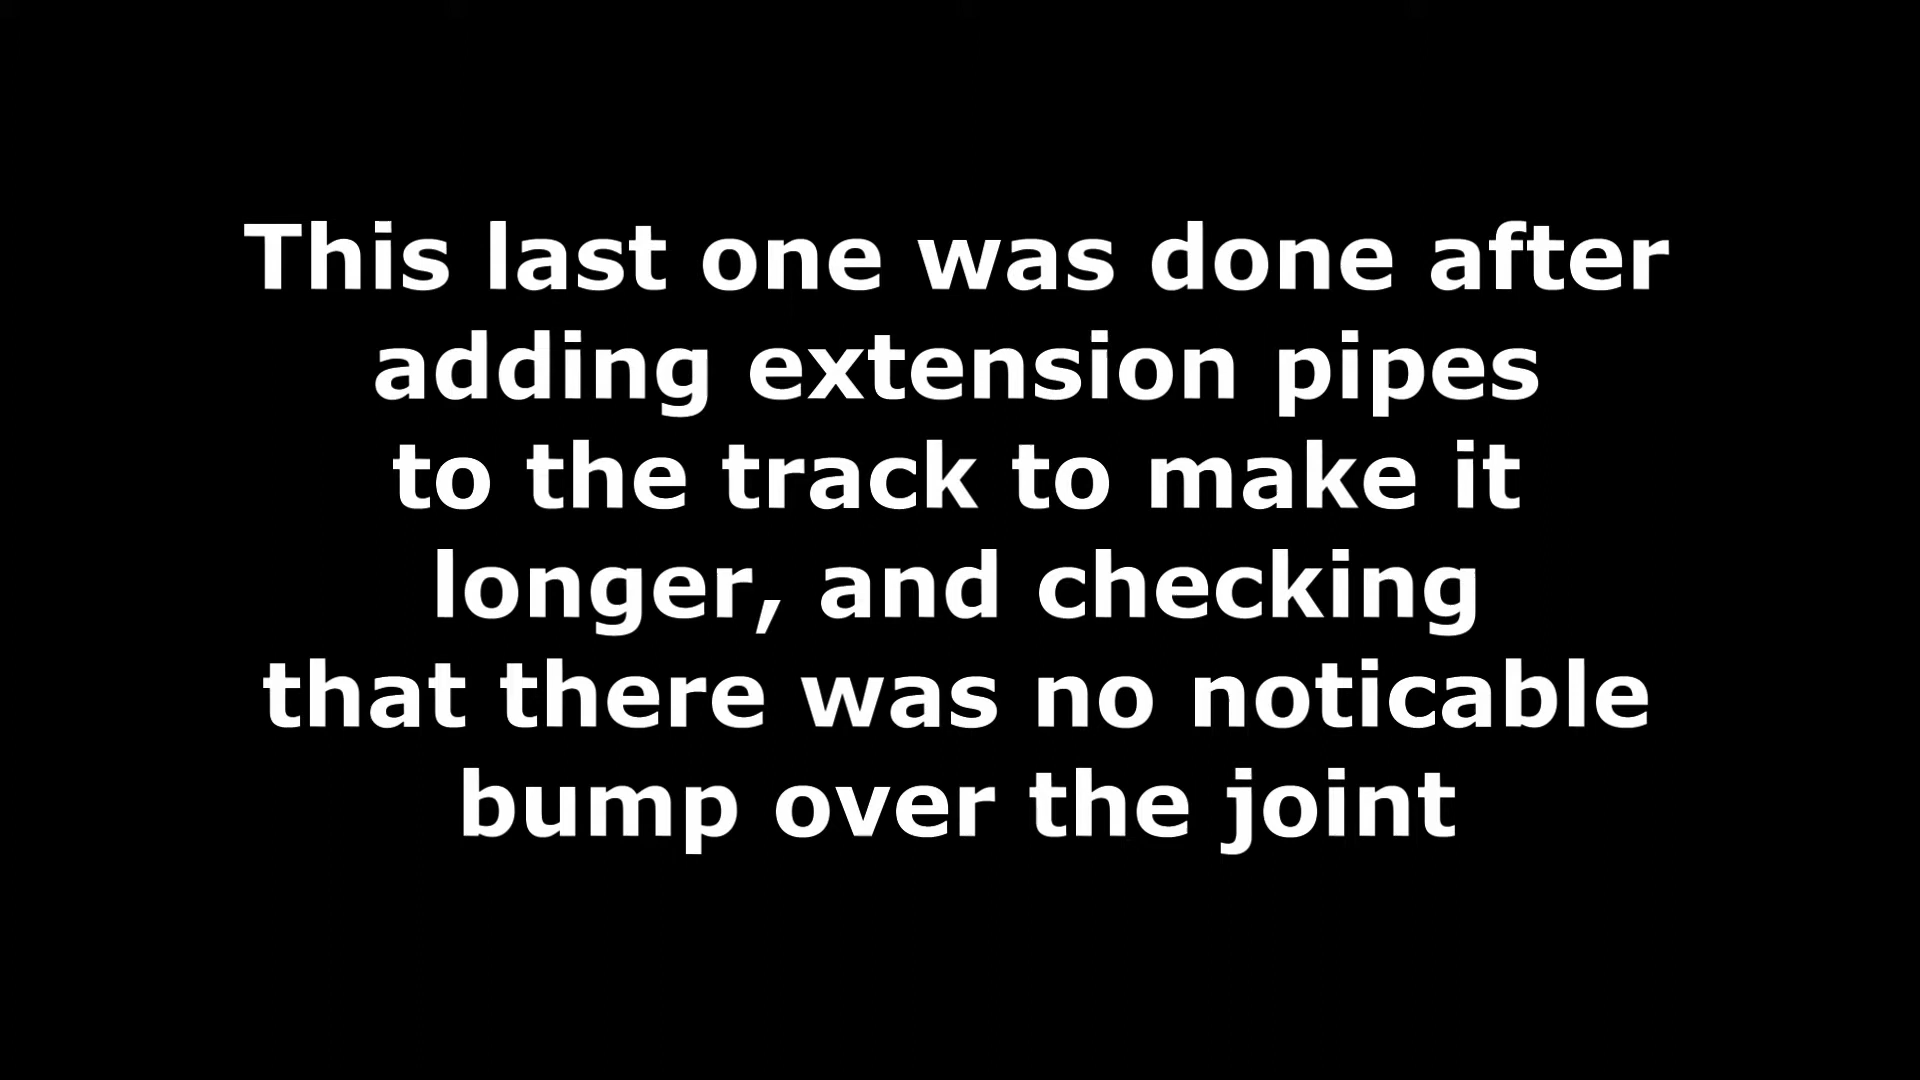 This last one was done after
adding extension pipes
to the track to make it
longer, and checking
that there was no noticable
bump over the joint